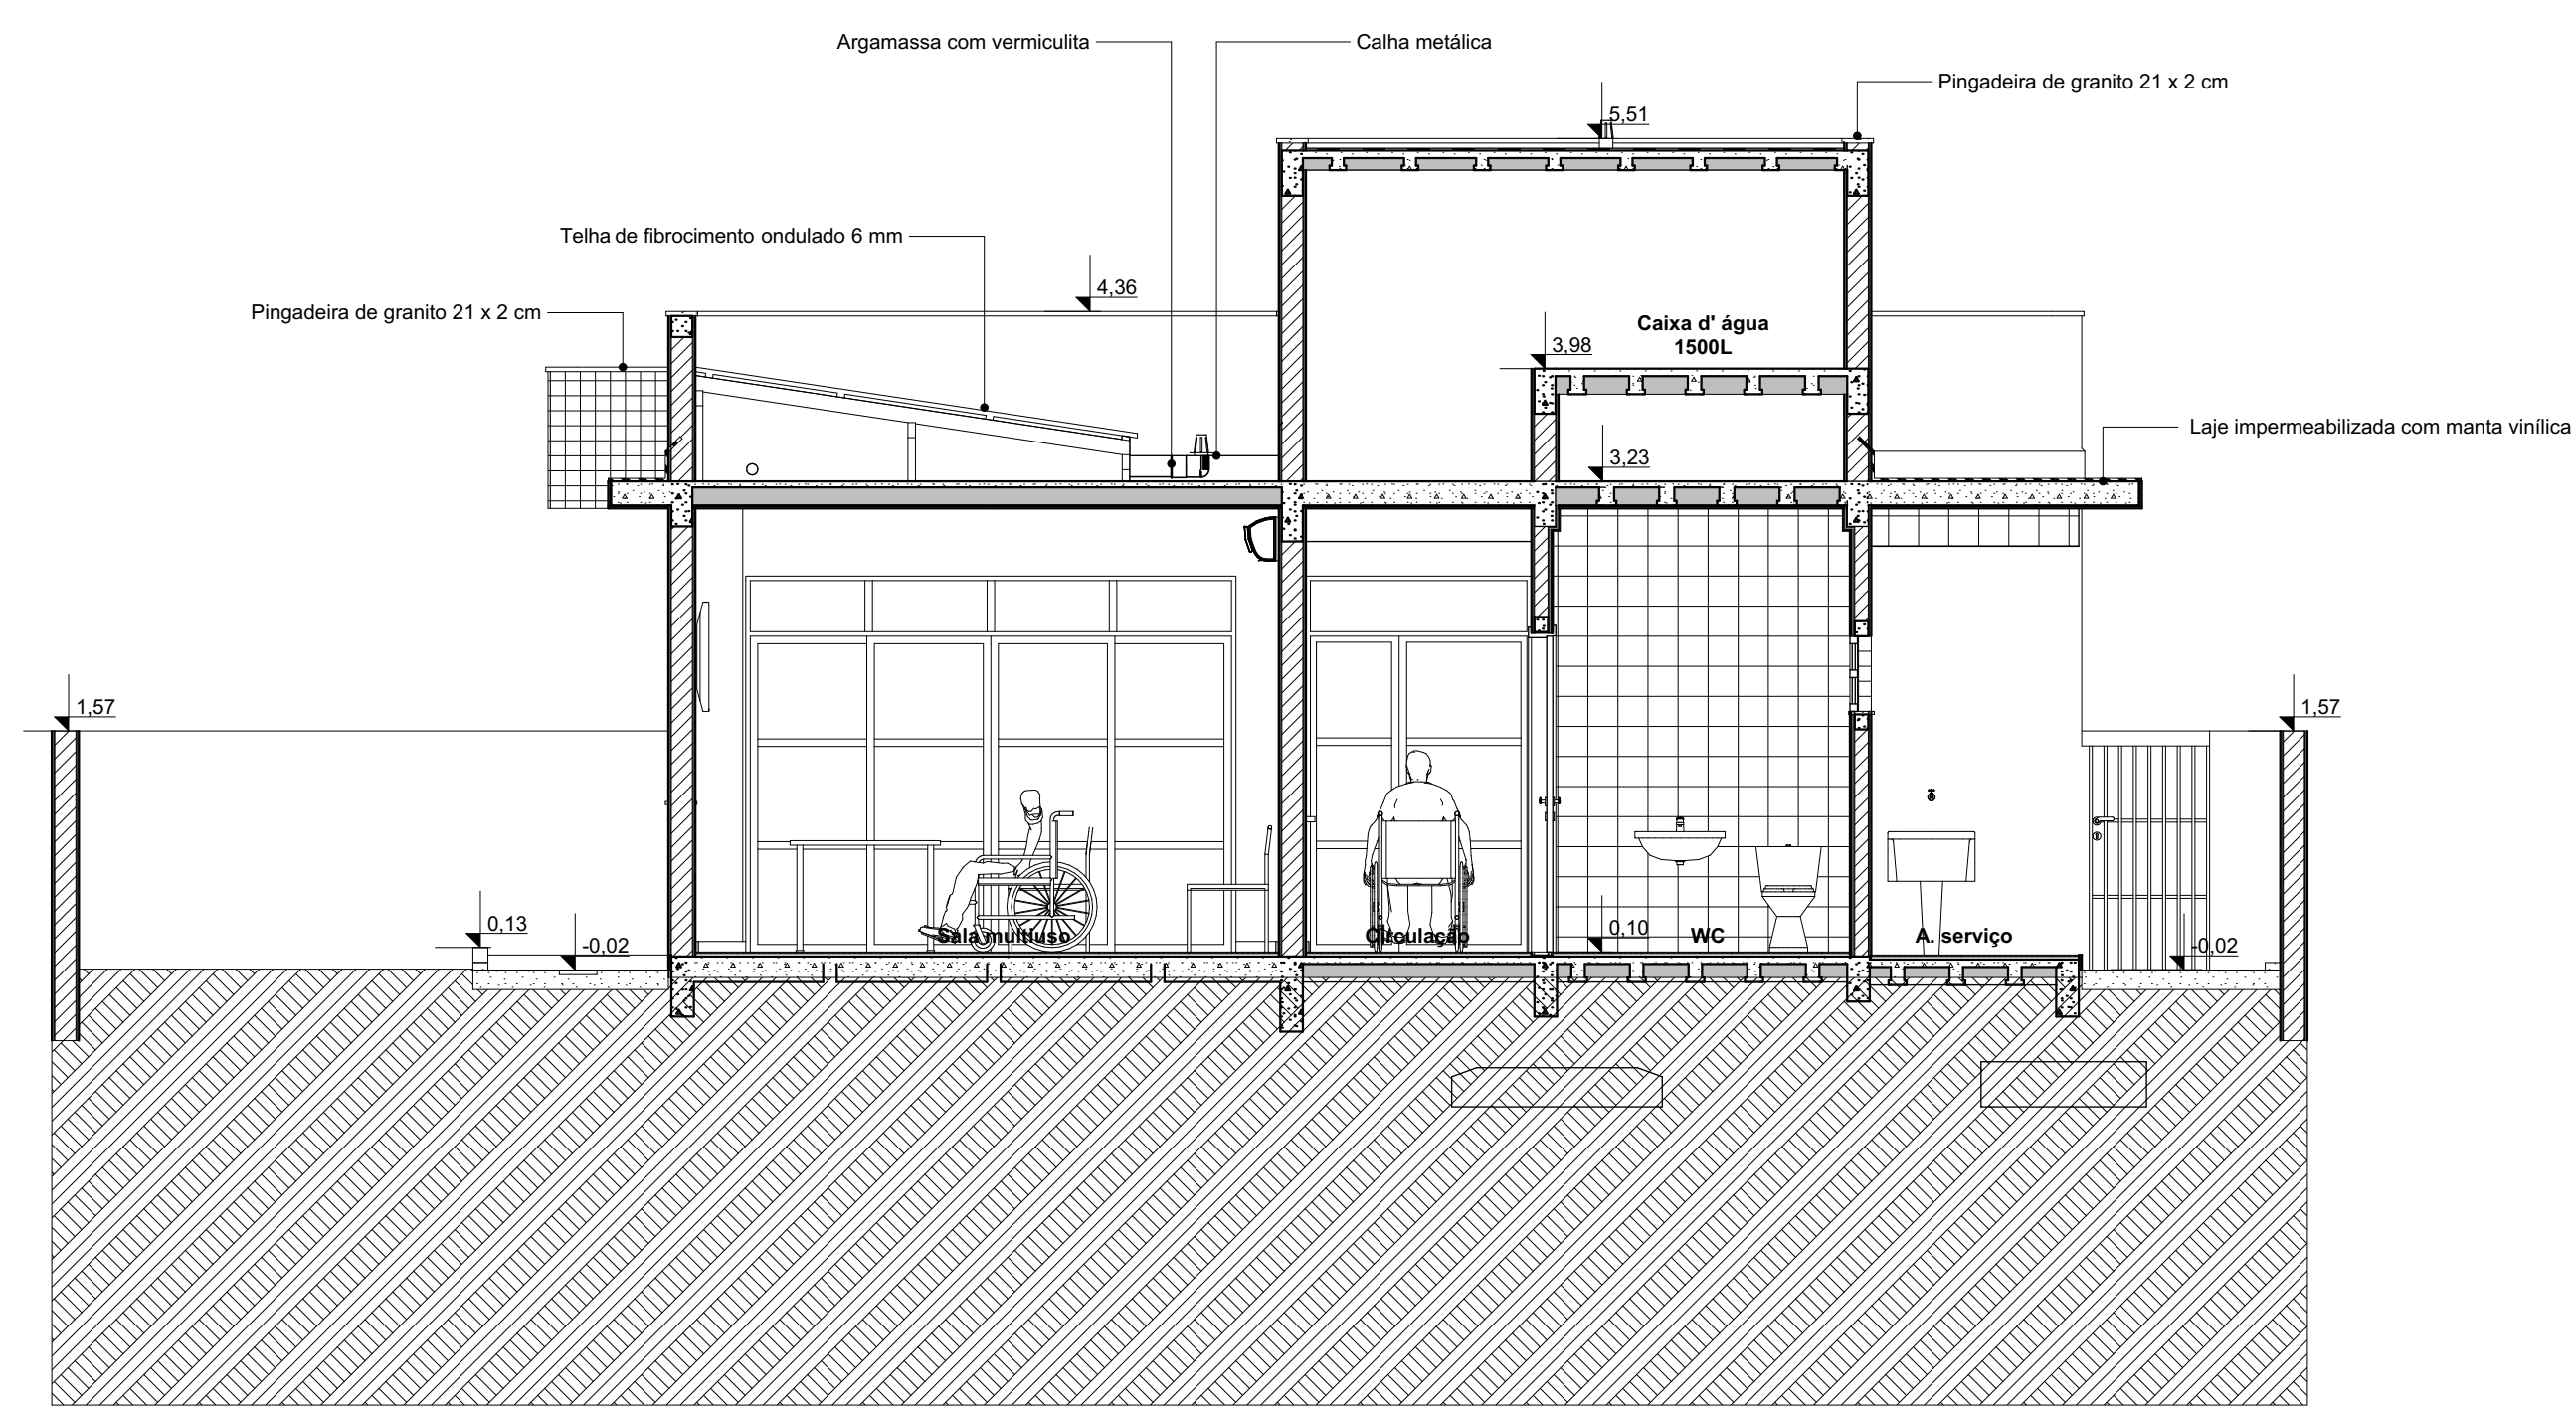 Argamassa com vermiculita
Calha metálica
Pingadeira de granito 21 x 2 cm
5,51
Telha de fibrocimento ondulado 6 mm
4,36
Pingadeira de granito 21 x 2 cm
Caixa d' água
1500L
3,98
Laje impermeabilizada com manta vinílica
3,23
1,57
1,57
0,13
-0,02
Sala multiuso
Circulação
0,10
WC
A. serviço
-0,02